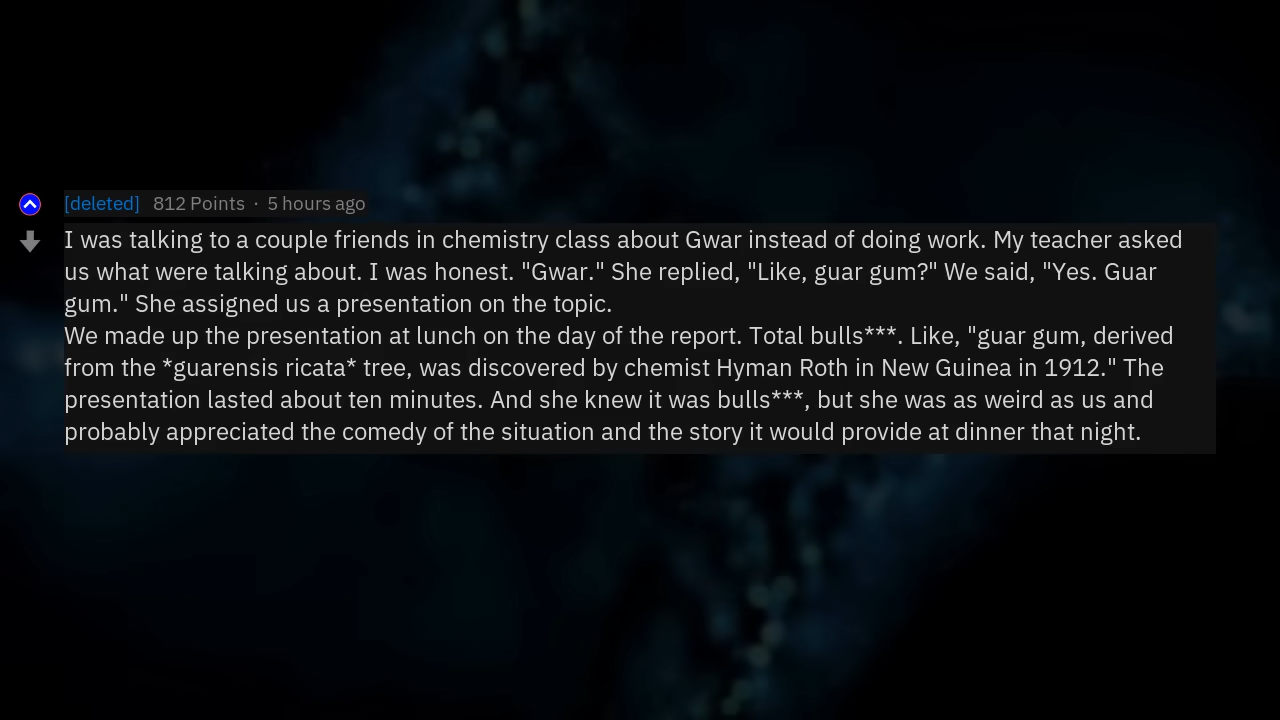 [deleted] 812 Points · 5 hours ago
I was talking to a couple friends in chemistry class about Gwar instead of doing work. My teacher asked
us what were talking about. I was honest. "Gwar." She replied, "Like, guar gum?" We said, "Yes. Guar
gum." She assigned us a presentation on the topic.
We made up the presentation at lunch on the day of the report. Total bulls***. Like, "guar gum, derived
from the *guarensis ricata* tree, was discovered by chemist Hyman Roth in New Guinea in 1912." The
presentation lasted about ten minutes. And she knew it was bulls***, but she was as weird as us and
probably appreciated the comedy of the situation and the story it would provide at dinner that night.